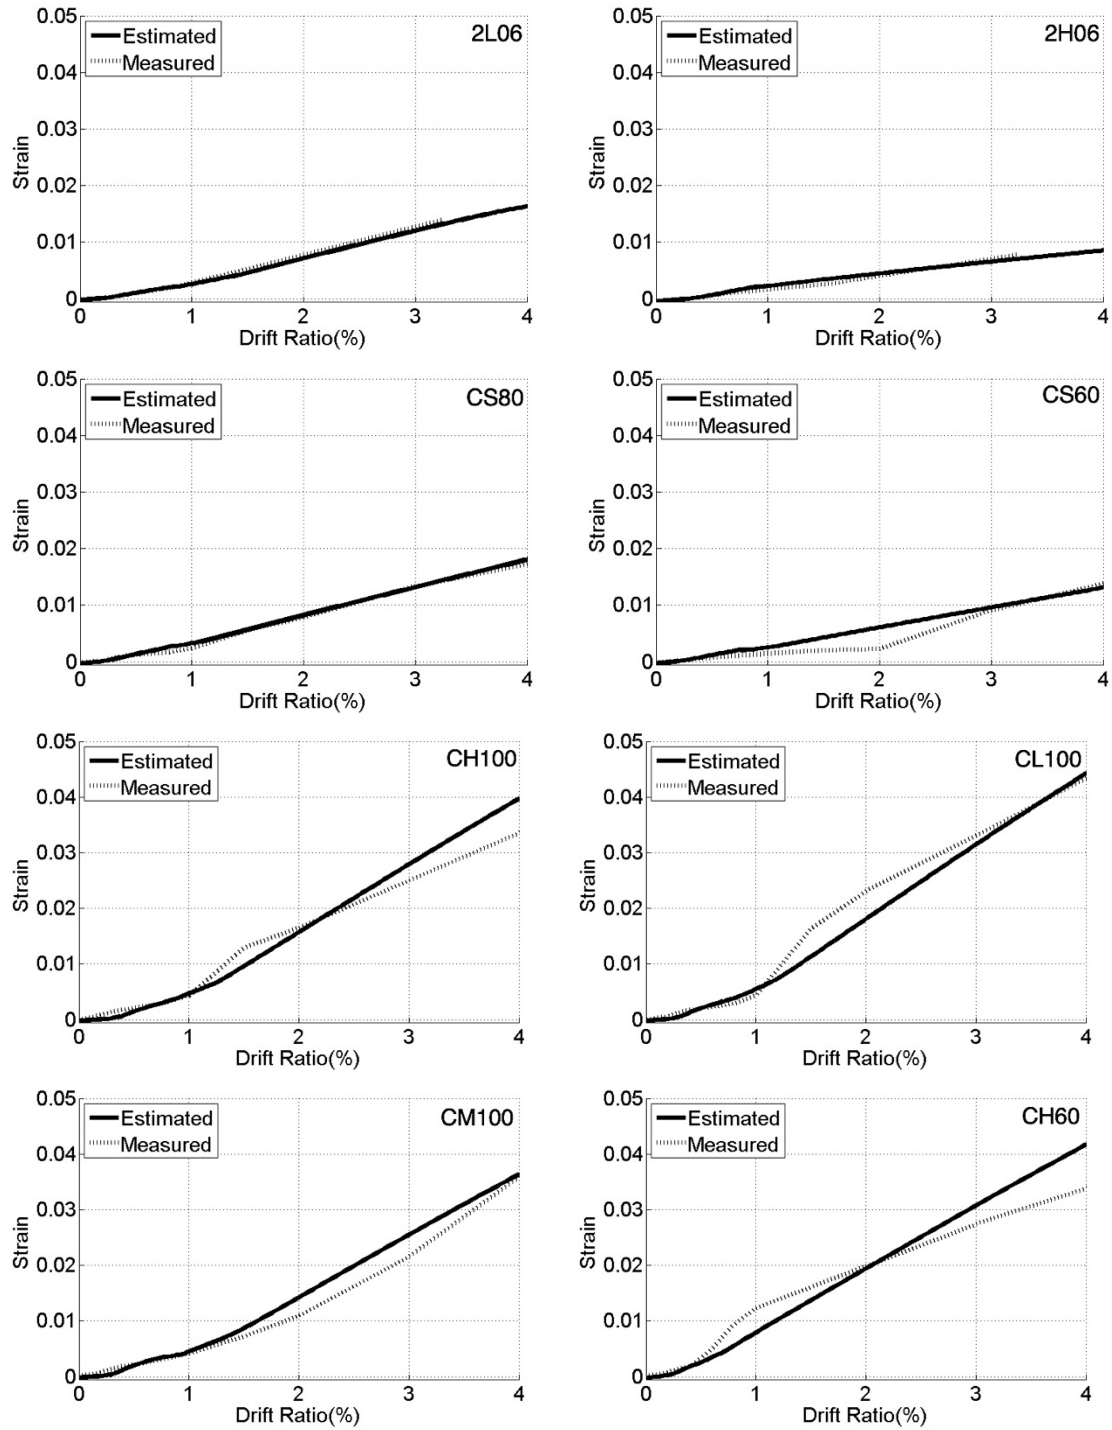 0.05
Estimated
2L06
0.04
Measured
0.03
Strain
0.02
0.01
0
0 1 2 3 4
Drift Ratio(%)
0.05
Estimated
2H06
0.04
Measured
0.03
Strain
0.02
0.01
0
0 1 2 3 4
Drift Ratio(%)
0.05
Estimated
CS80
0.04
Measured
0.03
Strain
0.02
0.01
0
0 1 2 3 4
Drift Ratio(%)
0.05
Estimated
CS60
0.04
Measured
0.03
Strain
0.02
0.01
0
0 1 2 3 4
Drift Ratio(%)
0.05
Estimated
CH100
0.04
Measured
0.03
Strain
0.02
0.01
0
0 1 2 3 4
Drift Ratio(%)
0.05
Estimated
CL100
0.04
Measured
0.03
Strain
0.02
0.01
0
0 1 2 3 4
Drift Ratio(%)
0.05
Estimated
CM100
0.04
Measured
0.03
Strain
0.02
0.01
0
0 1 2 3 4
Drift Ratio(%)
0.05
Estimated
CH60
0.04
Measured
0.03
Strain
0.02
0.01
0
0 1 2 3 4
Drift Ratio(%)